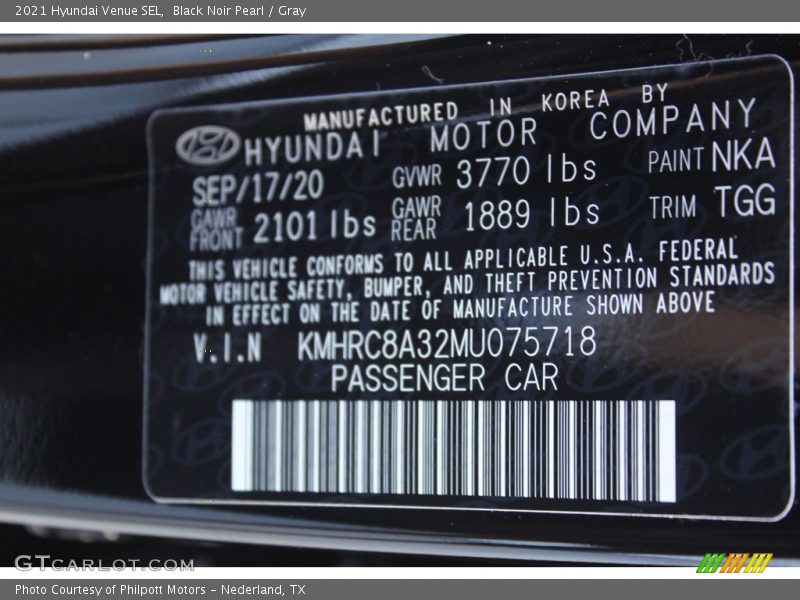 2021 Hyundai Venue SEL, Black Noir Pearl / Gray
MANUFACTURED IN KOREA BY
HYUNDAI MOTOR COMPANY
SEP/17/20 GVWR 3770 lbs PAINT NKA
GAWR FRONT 2101 lbs GAWR REAR 1889 lbs TRIM TGG
THIS VEHICLE CONFORMS TO ALL APPLICABLE U.S.A. FEDERAL
MOTOR VEHICLE SAFETY, BUMPER, AND THEFT PREVENTION STANDARDS
IN EFFECT ON THE DATE OF MANUFACTURE SHOWN ABOVE
V.I.N KMHRC8A32MU075718
PASSENGER CAR
GTCARLOT.COM
Photo Courtesy of Philpott Motors - Nederland, TX